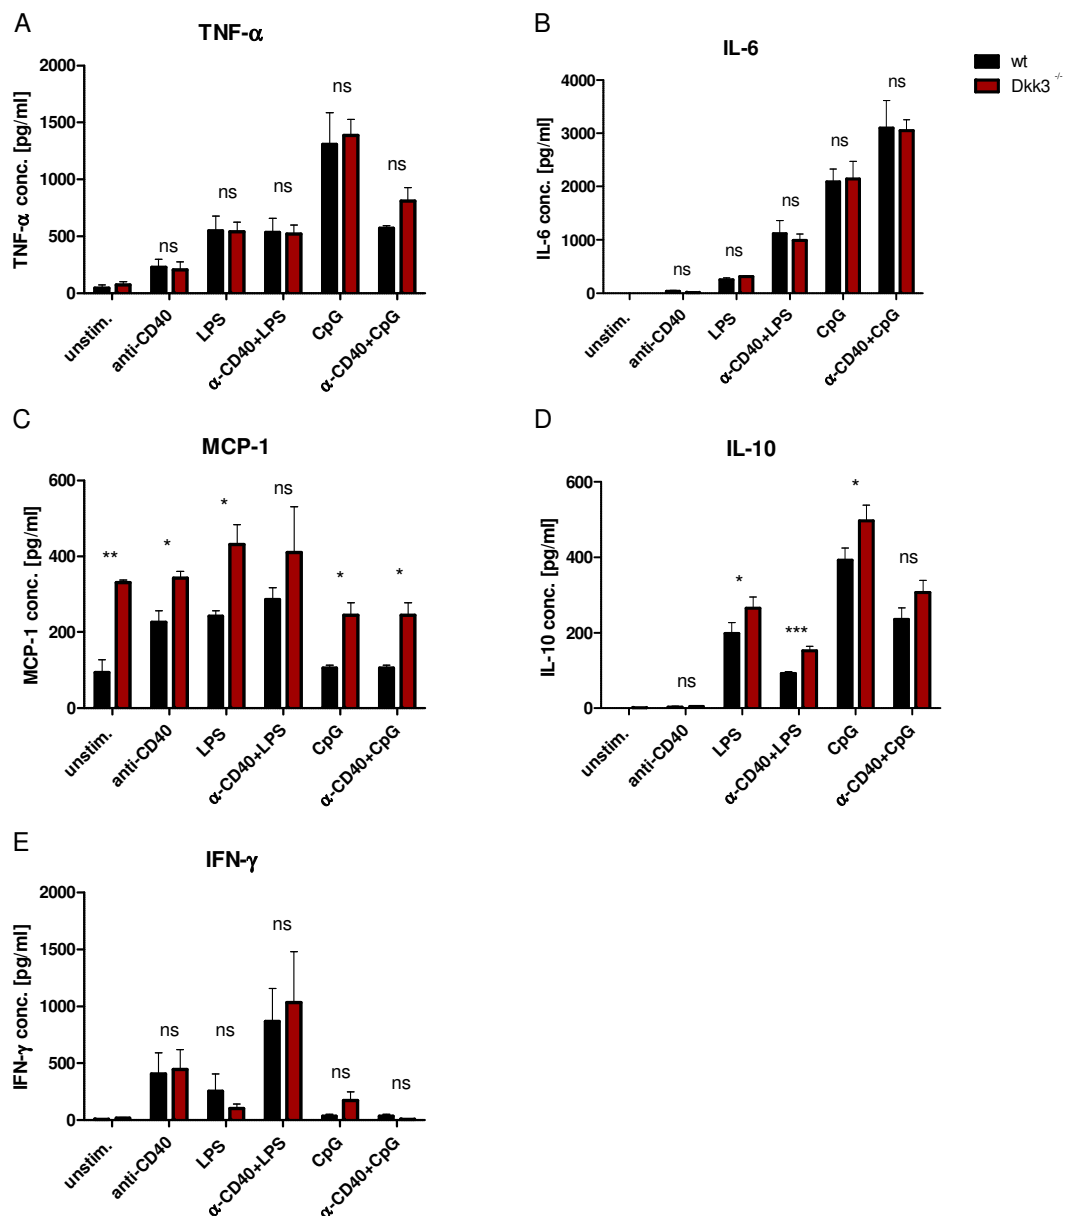 A
TNF-α
TNF-α conc. [pg/ml]
2000
1500
1000
500
0
ns
ns
ns
ns
ns
unstim.
anti-CD40
LPS
α-CD40+LPS
CpG
α-CD40+CpG
B
IL-6
IL-6 conc. [pg/ml]
4000
3000
2000
1000
0
ns
ns
ns
ns
ns
unstim.
anti-CD40
LPS
α-CD40+LPS
CpG
α-CD40+CpG
wt
Dkk3 -/-
C
MCP-1
MCP-1 conc. [pg/ml]
600
400
200
0
**
*
*
ns
*
*
unstim.
anti-CD40
LPS
α-CD40+LPS
CpG
α-CD40+CpG
D
IL-10
IL-10 conc. [pg/ml]
600
400
200
0
ns
*
***
*
ns
unstim.
anti-CD40
LPS
α-CD40+LPS
CpG
α-CD40+CpG
E
IFN-γ
IFN-γ conc. [pg/ml]
2000
1500
1000
500
0
ns
ns
ns
ns
ns
unstim.
anti-CD40
LPS
α-CD40+LPS
CpG
α-CD40+CpG